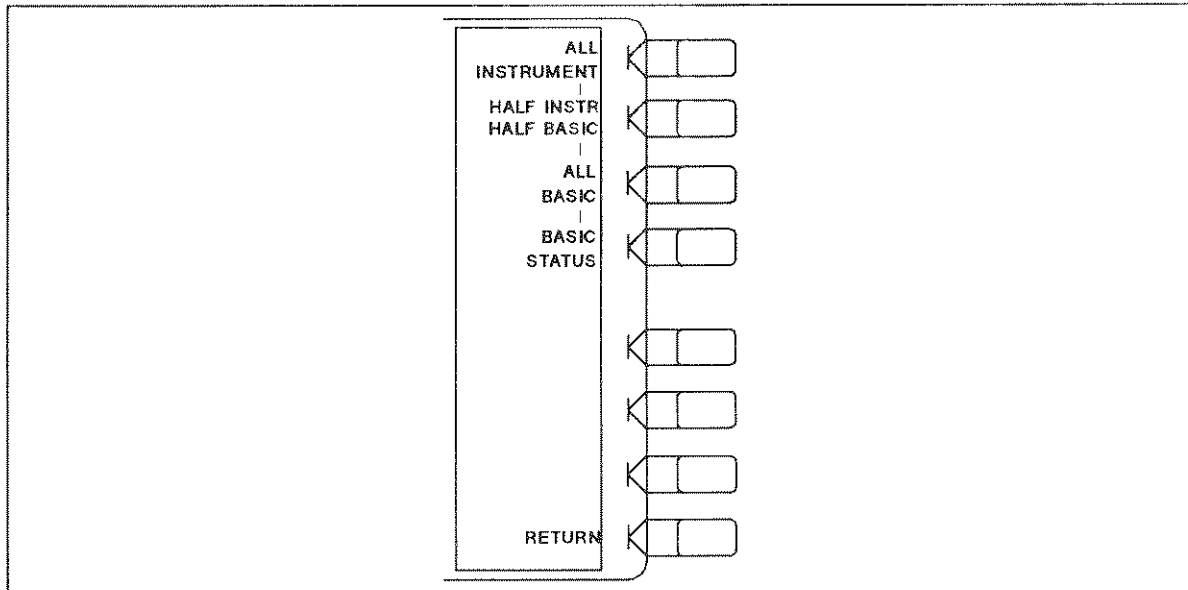 ALL
INSTRUMENT
HALF INSTR
HALF BASIC
ALL
BASIC
BASIC
STATUS
RETURN